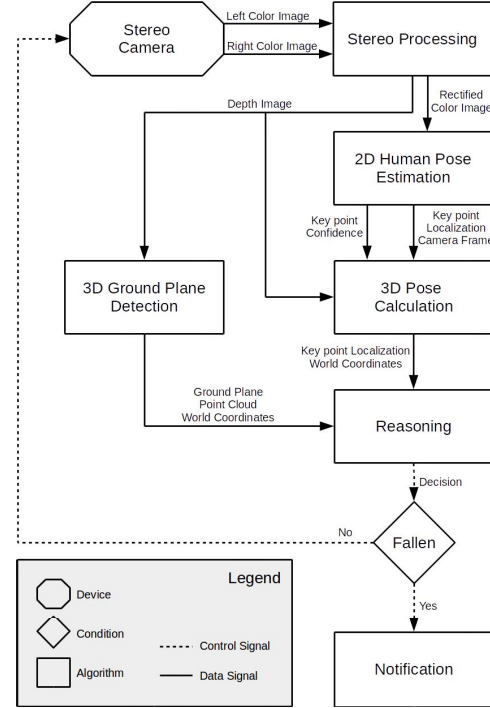 Stereo
Camera
Left Color Image
Right Color Image
Stereo Processing
Depth Image
Rectified
Color Image
2D Human Pose
Estimation
Key point
Confidence
Key point
Localization
Camera Frame
3D Ground Plane
Detection
3D Pose
Calculation
Key point Localization
World Coordinates
Ground Plane
Point Cloud
World Coordinates
Reasoning
Decision
No
Fallen
Yes
Legend
Device
Condition
Algorithm
Control Signal
Data Signal
Notification